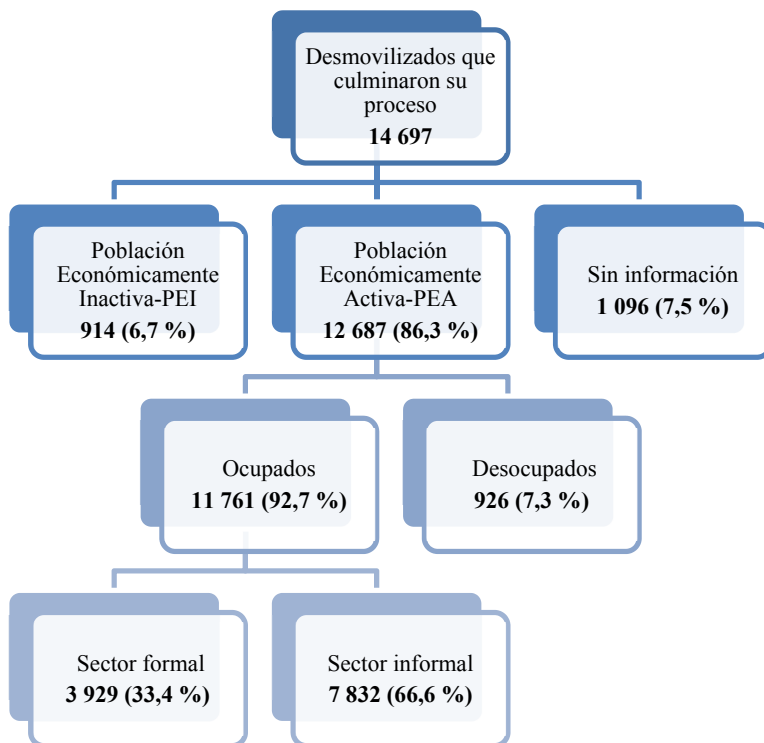 Desmovilizados que
culminaron su
proceso
14 697
Población
Económicamente
Inactiva-PEI
914 (6,7 %)
Población
Económicamente
Activa-PEA
12 687 (86,3 %)
Sin información
1 096 (7,5 %)
Ocupados
11 761 (92,7 %)
Desocupados
926 (7,3 %)
Sector formal
3 929 (33,4 %)
Sector informal
7 832 (66,6 %)